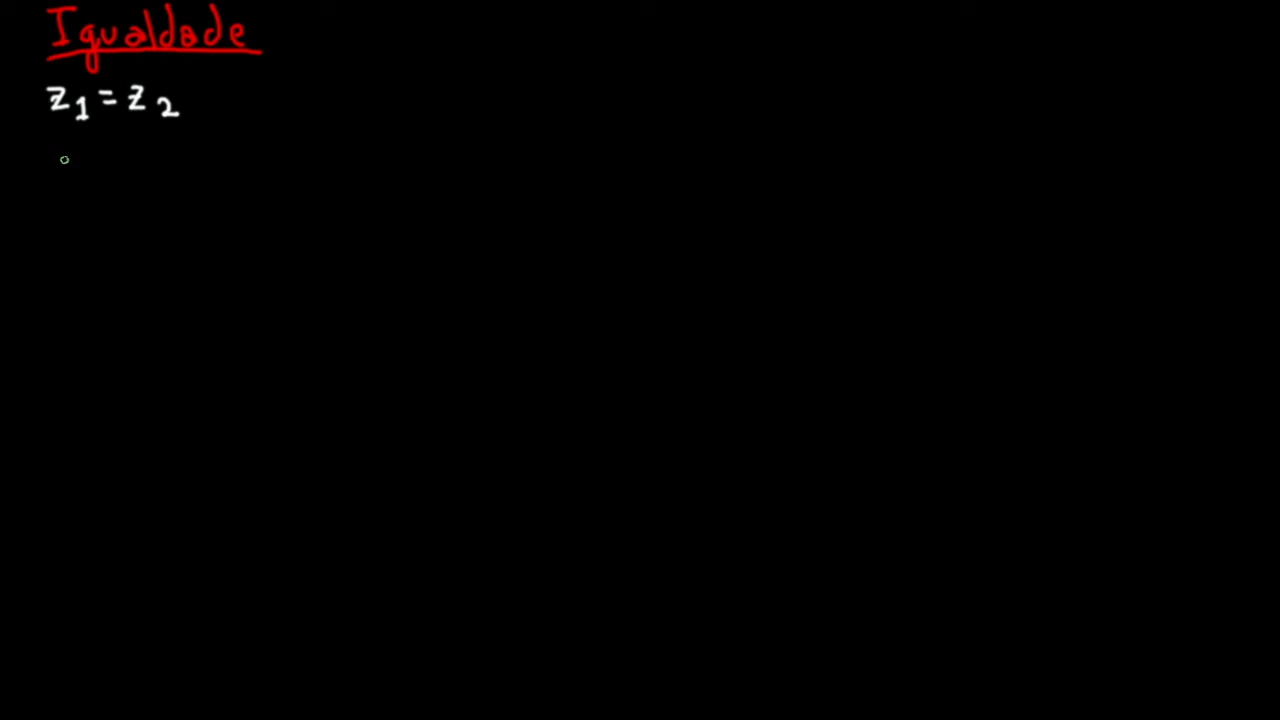 Igualdade
z₁ = z₂